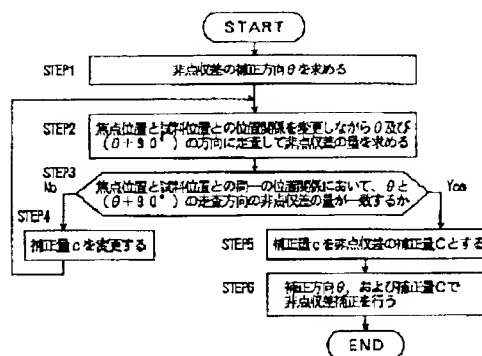 START
STEP1
非点収差の補正方向θを求める
STEP2
焦点位置と試料位置との位置関係を変更しながらθ及び
(θ+90°)の方向に走査して非点収差の量を求める
STEP3
No
焦点位置と試料位置との同一の位置関係において、θと
(θ+90°)の走査方向の非点収差の量が一致するか
Yes
STEP4
補正量cを変更する
STEP5
補正量cを非点収差の補正量Cとする
STEP6
補正方向θ, および補正量Cで
非点収差補正を行う
END